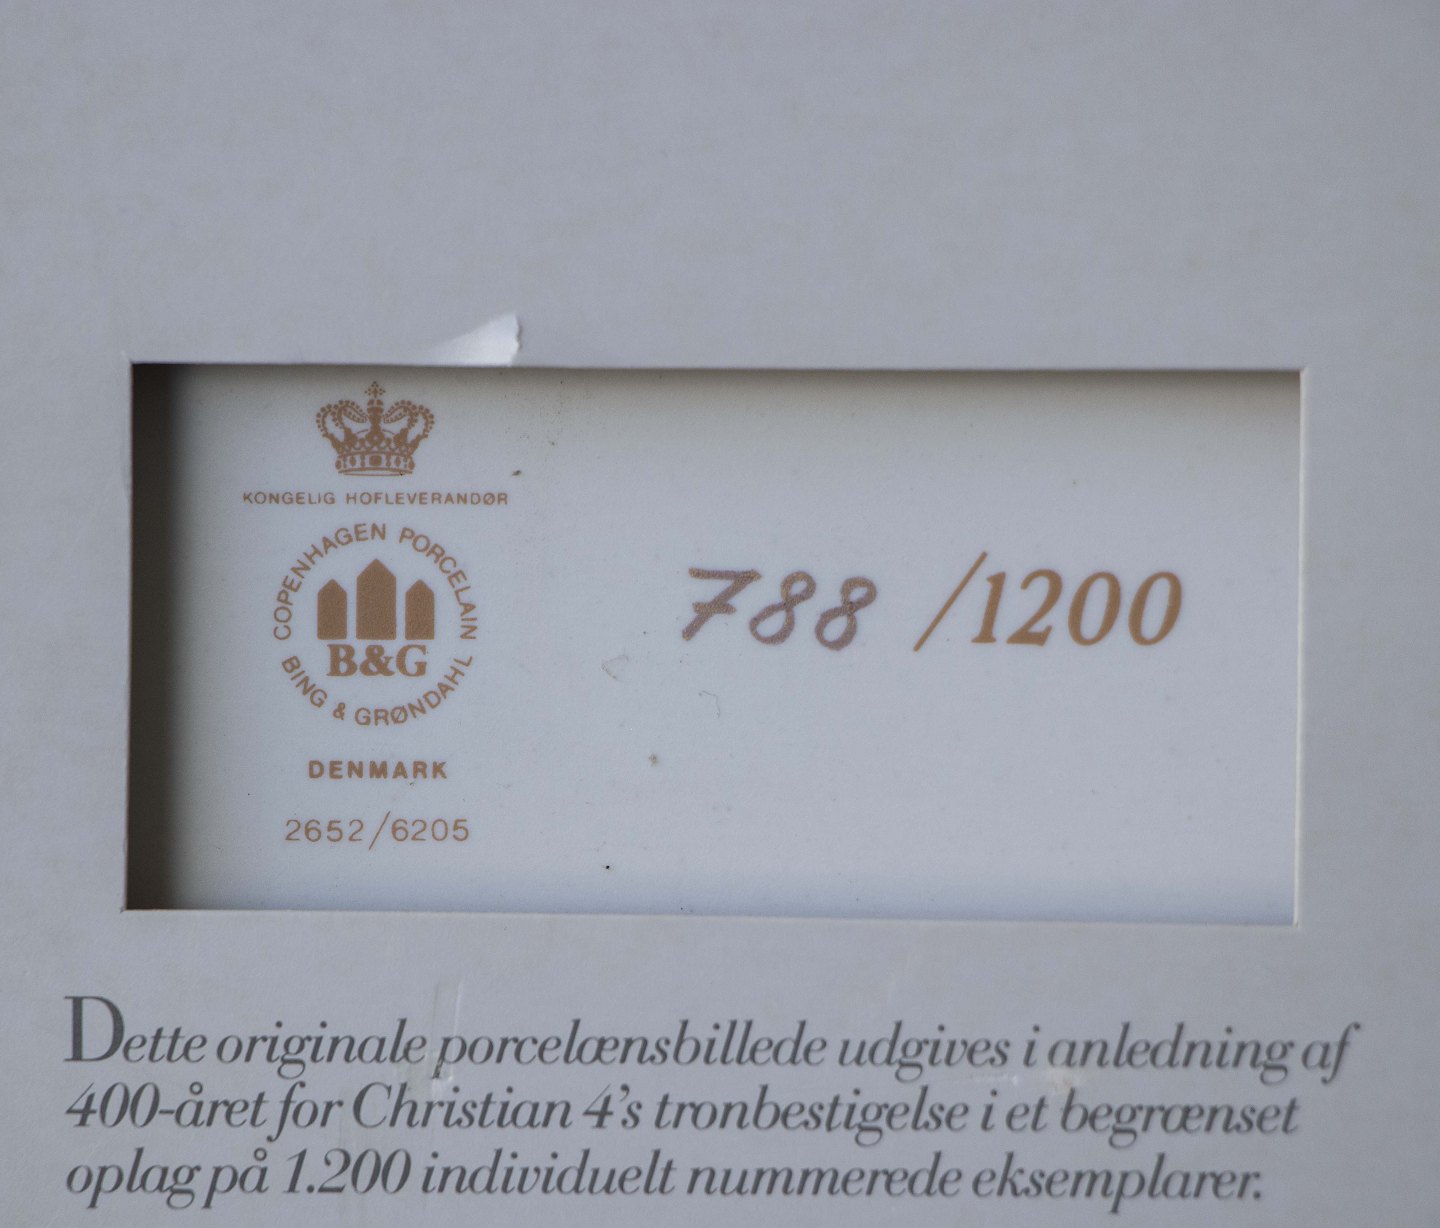 KONGELIG HOFLEVERANDØR
COPENHAGEN PORCELAIN
B&G
BING & GRØNDAHL
DENMARK
2652/6205
788 /1200
Dette originale porcelænsbillede udgives i anledning af
400-året for Christian 4's tronbestigelse i et begrænset
oplag på 1.200 individuelt nummerede eksemplarer.